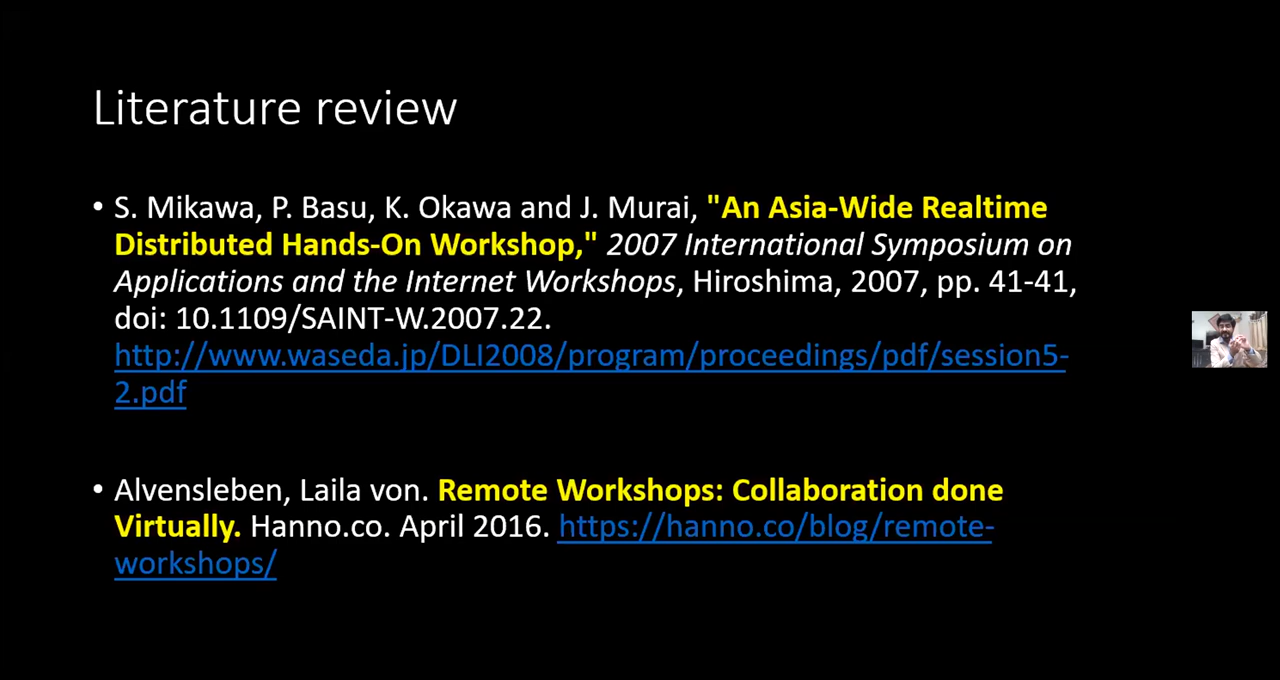 Literature review
• S. Mikawa, P. Basu, K. Okawa and J. Murai, "An Asia-Wide Realtime
Distributed Hands-On Workshop," 2007 International Symposium on
Applications and the Internet Workshops, Hiroshima, 2007, pp. 41-41,
doi: 10.1109/SAINT-W.2007.22.
http://www.waseda.jp/DLI2008/program/proceedings/pdf/session5-
2.pdf
• Alvensleben, Laila von. Remote Workshops: Collaboration done
Virtually. Hanno.co. April 2016. https://hanno.co/blog/remote-
workshops/